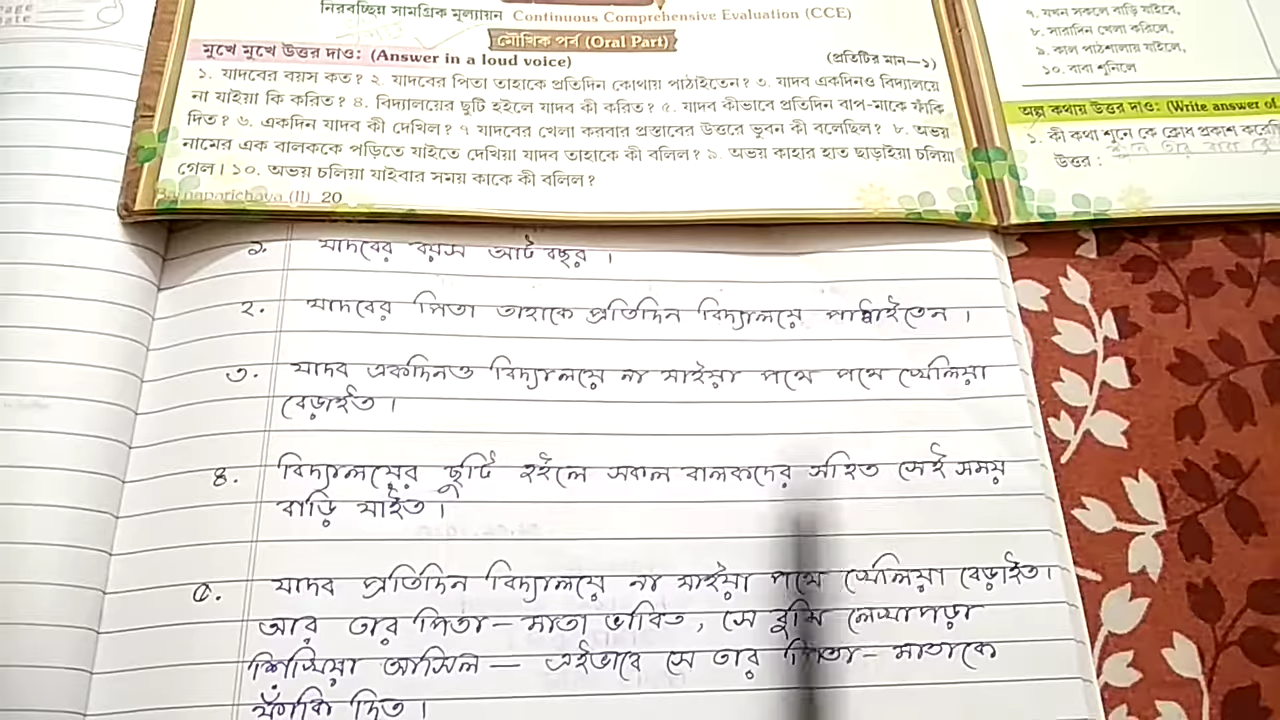 নিরবচ্ছিন্ন সামগ্রিক মূল্যায়ন Continuous Comprehensive Evaluation (CCE)
মৌখিক পর্ব (Oral Part)
মুখে মুখে উত্তর দাও: (Answer in a loud voice) (প্রতিটির মান—১)
১. যাদবের বয়স কত? ২. যাদবের পিতা তাহাকে প্রতিদিন কোথায় পাঠাইতেন? ৩. যাদব একদিনও বিদ্যালয়ে
না যাইয়া কি করিত? ৪. বিদ্যালয়ের ছুটি হইলে যাদব কী করিত? ৫. যাদব কীভাবে প্রতিদিন বাপ-মাকে ফাঁকি
দিত? ৬. একদিন যাদব কী দেখিল? ৭ যাদবের খেলা করবার প্রস্তাবের উত্তরে ভুবন কী বলেছিল? ৮. অভয়
নামের এক বালককে পড়িতে যাইতে দেখিয়া যাদব তাহাকে কী বলিল? ৯. অভয় কাহার হাত ছাড়াইয়া চলিয়া
গেল। ১০. অভয় চলিয়া যাইবার সময় কাকে কী বলিল?
Barnaparichaya (II) 20
৭. যখন সকলে বাড়ি যাইবে,
৮. সারাদিন খেলা করিলে,
৯. কাল পাঠশালায় যাইলে,
১০. বাবা শুনিলে
অল্প কথায় উত্তর দাও: (Write answer of
১. কী কথা শুনে কে ক্রোধ প্রকাশ করে
উত্তর :
১. যাদবের বয়স আট বছর।
২. যাদবের পিতা তাহাকে প্রতিদিন বিদ্যালয়ে পাঠাইতেন।
৩. যাদব একদিনও বিদ্যালয়ে না যাইয়া পথে পথে খেলিয়া
বেড়াইত।
৪. বিদ্যালয়ের ছুটি হইলে সকল বালকদের সহিত সেই সময়
বাড়ি যাইত।
৫. যাদব প্রতিদিন বিদ্যালয়ে না যাইয়া পথে খেলিয়া বেড়াইত।
আর তার পিতা-মাতা ভাবিত, সে বুঝি লেখাপড়া
শিখিয়া আসিল — এইভাবে সে তার পিতা-মাতাকে
ফাঁকি দিত।